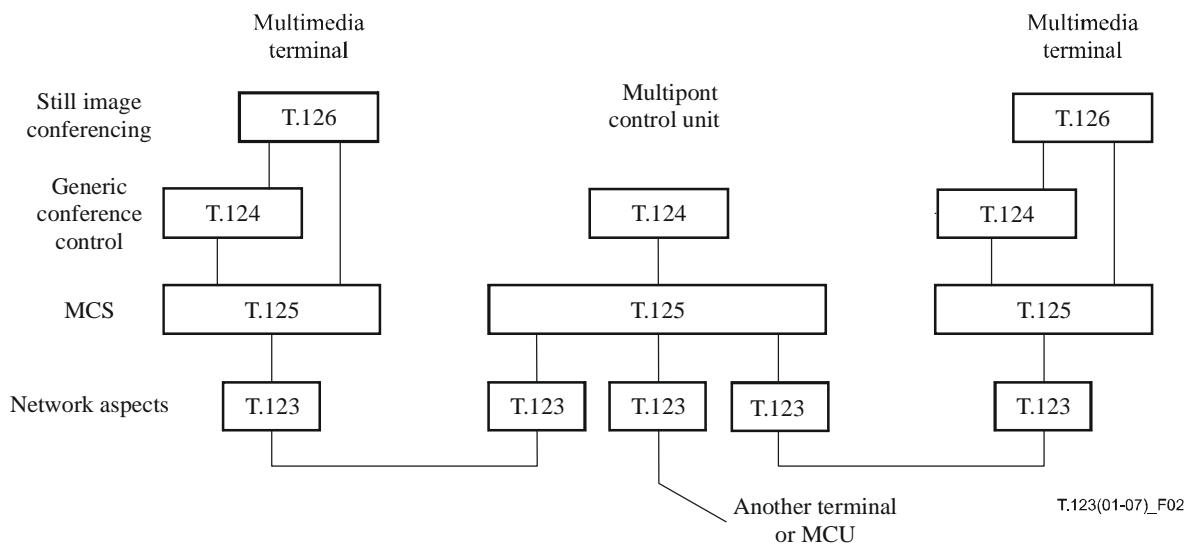 Multimedia
terminal
Multimedia
terminal
Still image
conferencing
T.126
Multipont
control unit
T.126
Generic
conference
control
T.124
T.124
T.124
MCS
T.125
T.125
T.125
Network aspects
T.123
T.123
T.123
T.123
T.123
Another terminal
or MCU
T.123(01-07)_F02